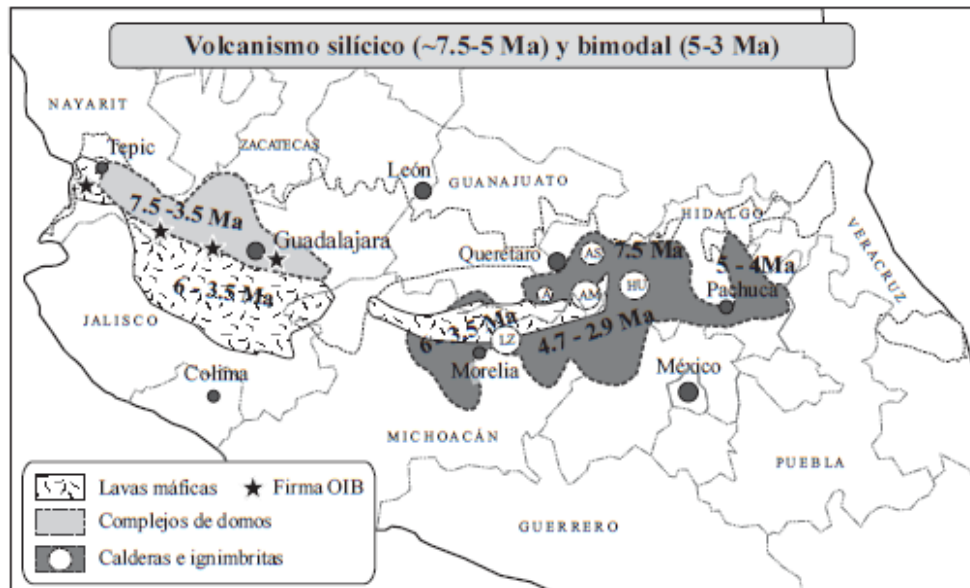 Volcanismo silícico (~7.5-5 Ma) y bimodal (5-3 Ma)
NAYARIT
Tepic
ZACATECAS
León
GUANAJUATO
HIDALGO
VERACRUZ
7.5 -3.5 Ma
Guadalajara
Querétaro
AS
7.5 Ma
5 - 4Ma
HU
A
AM
Pachuca
6 - 3.5 Ma
JALISCO
6 - 3.5 Ma
LZ
4.7 - 2.9 Ma
Morelia
México
Colima
MICHOACÁN
PUEBLA
GUERRERO
Lavas máficas
Firma OIB
Complejos de domos
Calderas e ignimbritas